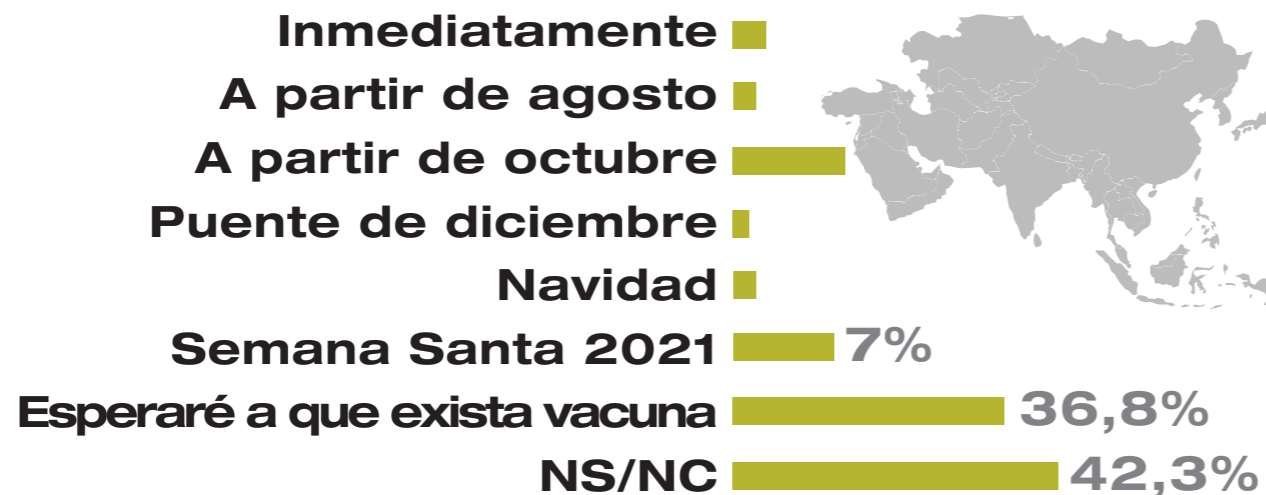 Inmediatamente
A partir de agosto
A partir de octubre
Puente de diciembre
Navidad
Semana Santa 2021 7%
Esperaré a que exista vacuna 36,8%
NS/NC 42,3%